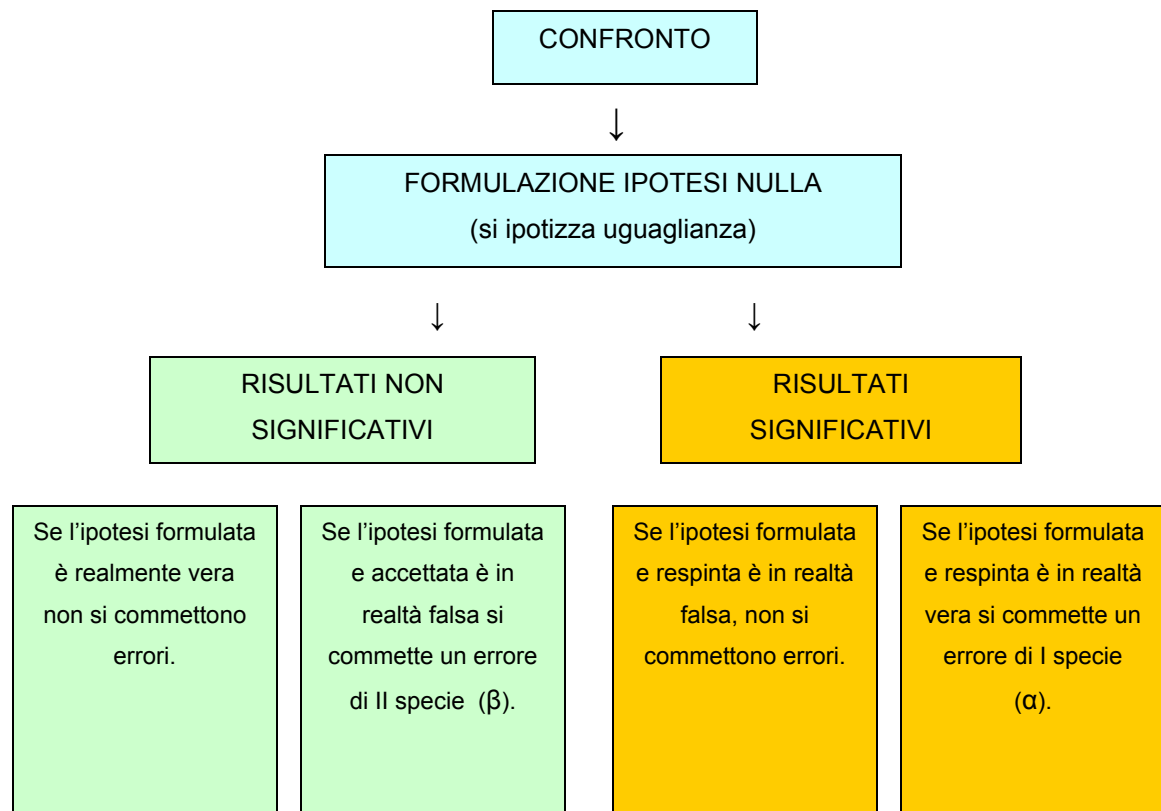 CONFRONTO
↓
FORMULAZIONE IPOTESI NULLA
(si ipotizza uguaglianza)
↓ ↓
RISULTATI NON
SIGNIFICATIVI
RISULTATI
SIGNIFICATIVI
Se l’ipotesi formulata
è realmente vera
non si commettono
errori.
Se l’ipotesi formulata
e accettata è in
realtà falsa si
commette un errore
di II specie (β).
Se l’ipotesi formulata
e respinta è in realtà
falsa, non si
commettono errori.
Se l’ipotesi formulata
e respinta è in realtà
vera si commette un
errore di I specie
(α).